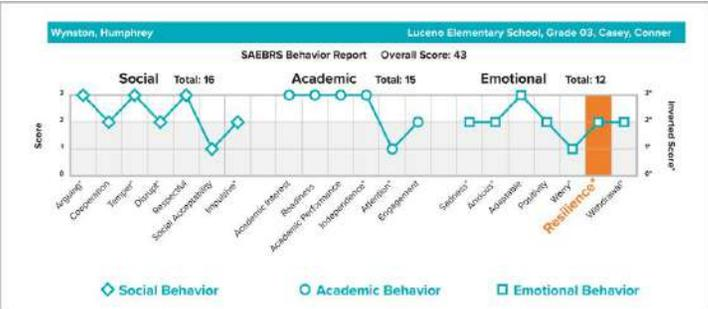 Wynston, Humphrey
Luceno Elementary School, Grade 03, Casey, Conner
SAEBRS Behavior Report Overall Score: 43
Social Total: 16
Academic Total: 15
Emotional Total: 12
Score
3
2
1
0
3*
2*
1*
0*
Inverted Score*
Arguing*
Cooperation
Temper*
Disrupt*
Respectful
Social Acceptability
Impulsive*
Academic Interest
Readiness
Academic Performance
Independence*
Attention*
Engagement
Sadness*
Anxious*
Adaptable
Positivity
Worry*
Resilience*
Withdrawal*
Social Behavior
Academic Behavior
Emotional Behavior